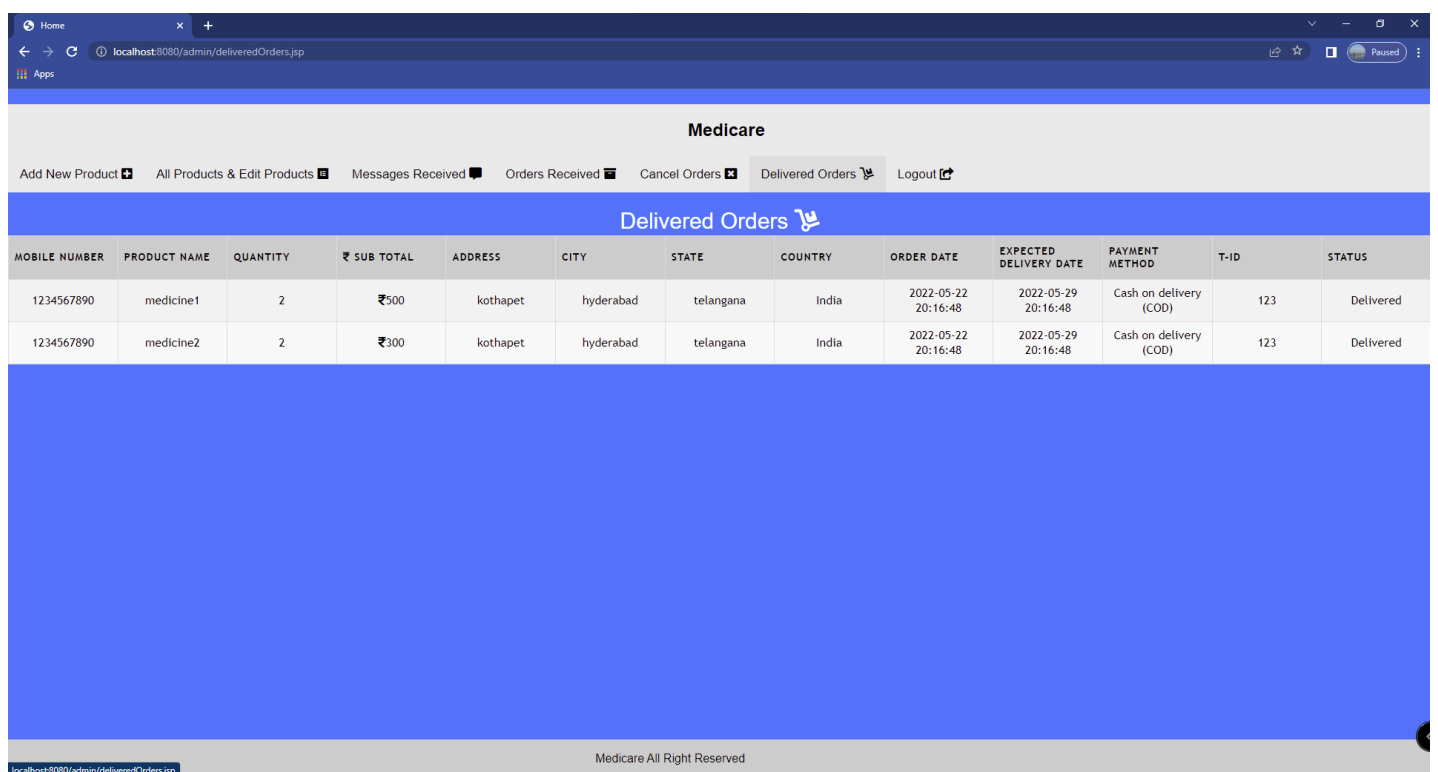 Home
localhost:8080/admin/deliveredOrders.jsp
Paused
Apps
Medicare
Add New Product All Products & Edit Products Messages Received Orders Received Cancel Orders Delivered Orders Logout
Delivered Orders
MOBILE NUMBER PRODUCT NAME QUANTITY ₹ SUB TOTAL ADDRESS CITY STATE COUNTRY ORDER DATE EXPECTED DELIVERY DATE PAYMENT METHOD T-ID STATUS
1234567890 medicine1 2 ₹500 kothapet hyderabad telangana India 2022-05-22 20:16:48 2022-05-29 20:16:48 Cash on delivery (COD) 123 Delivered
1234567890 medicine2 2 ₹300 kothapet hyderabad telangana India 2022-05-22 20:16:48 2022-05-29 20:16:48 Cash on delivery (COD) 123 Delivered
Medicare All Right Reserved
localhost:8080/admin/deliveredOrders.jsp